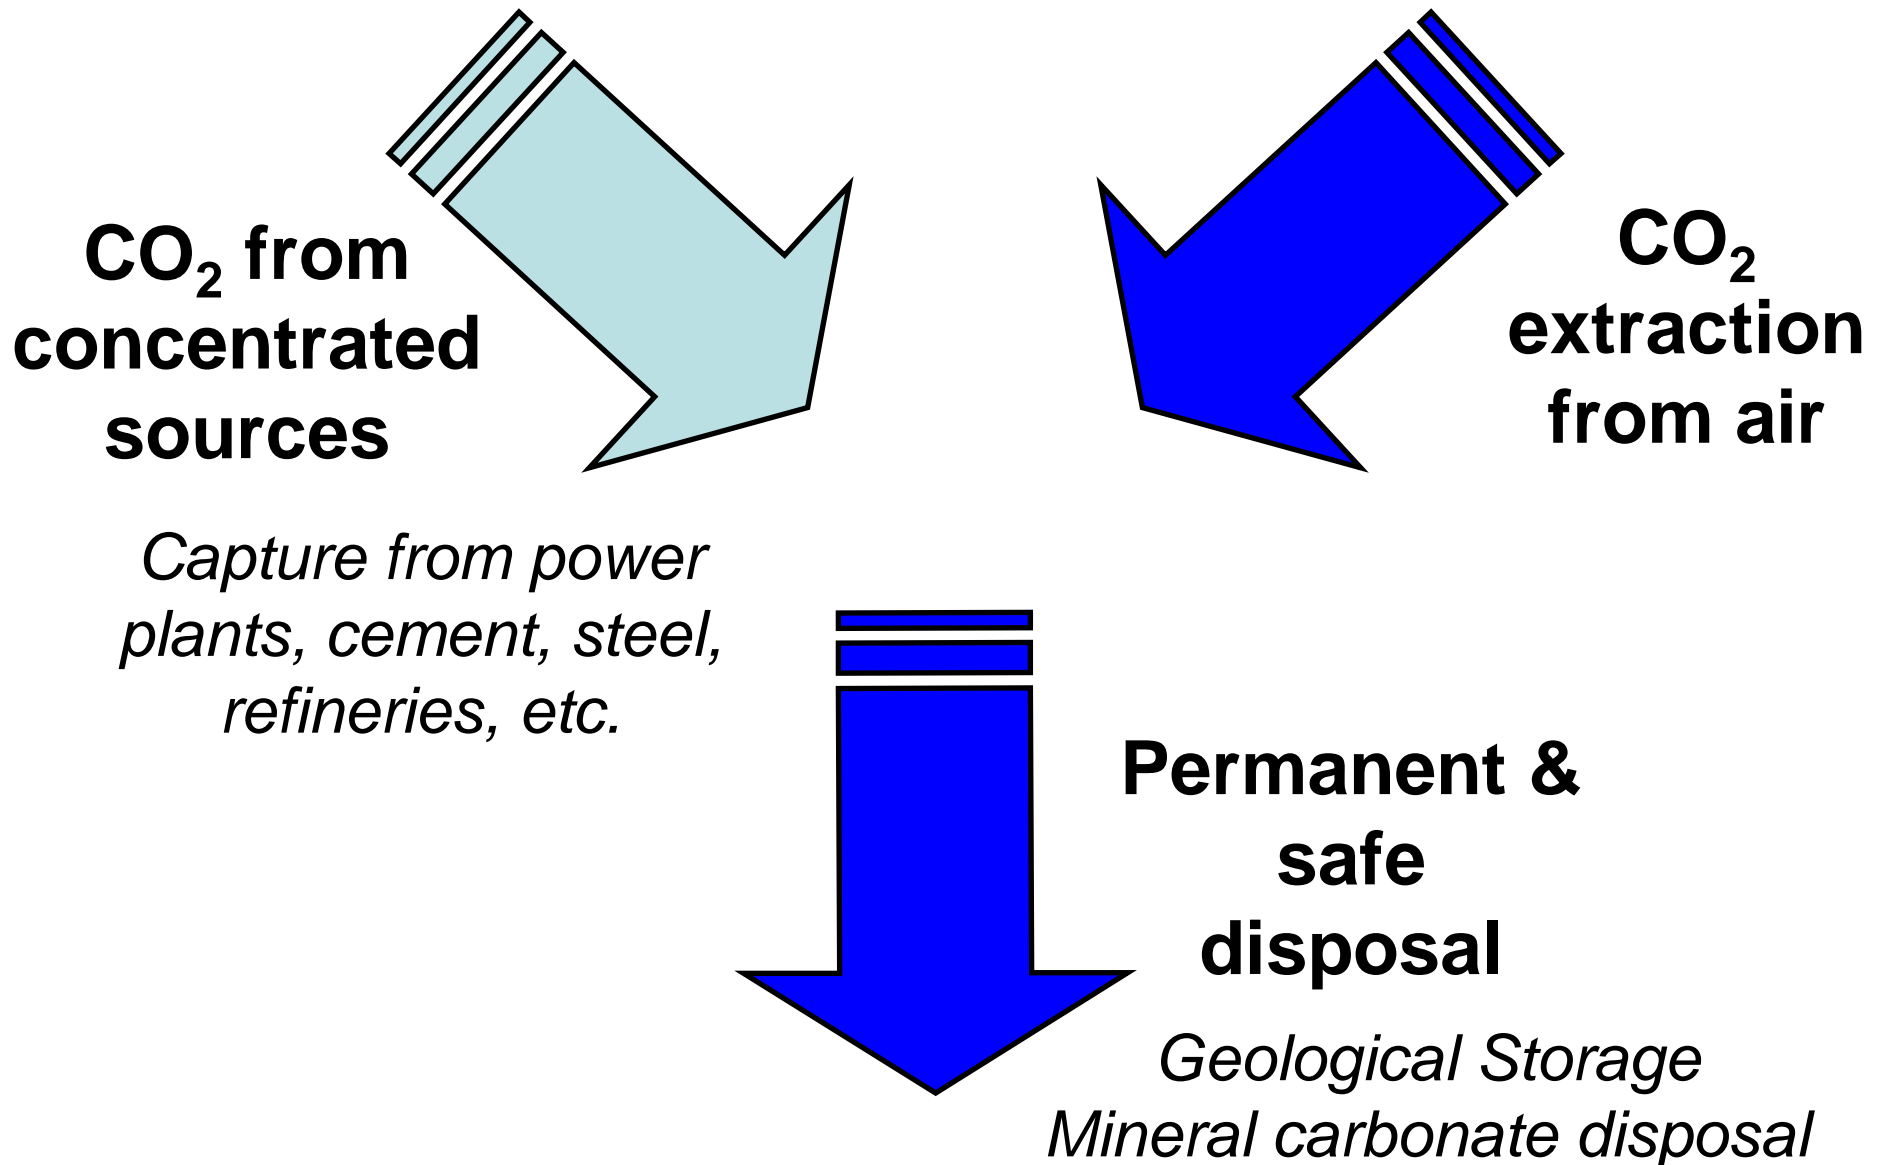 CO₂ from
concentrated
sources
CO₂
extraction
from air
Capture from power
plants, cement, steel,
refineries, etc.
Permanent &
safe
disposal
Geological Storage
Mineral carbonate disposal